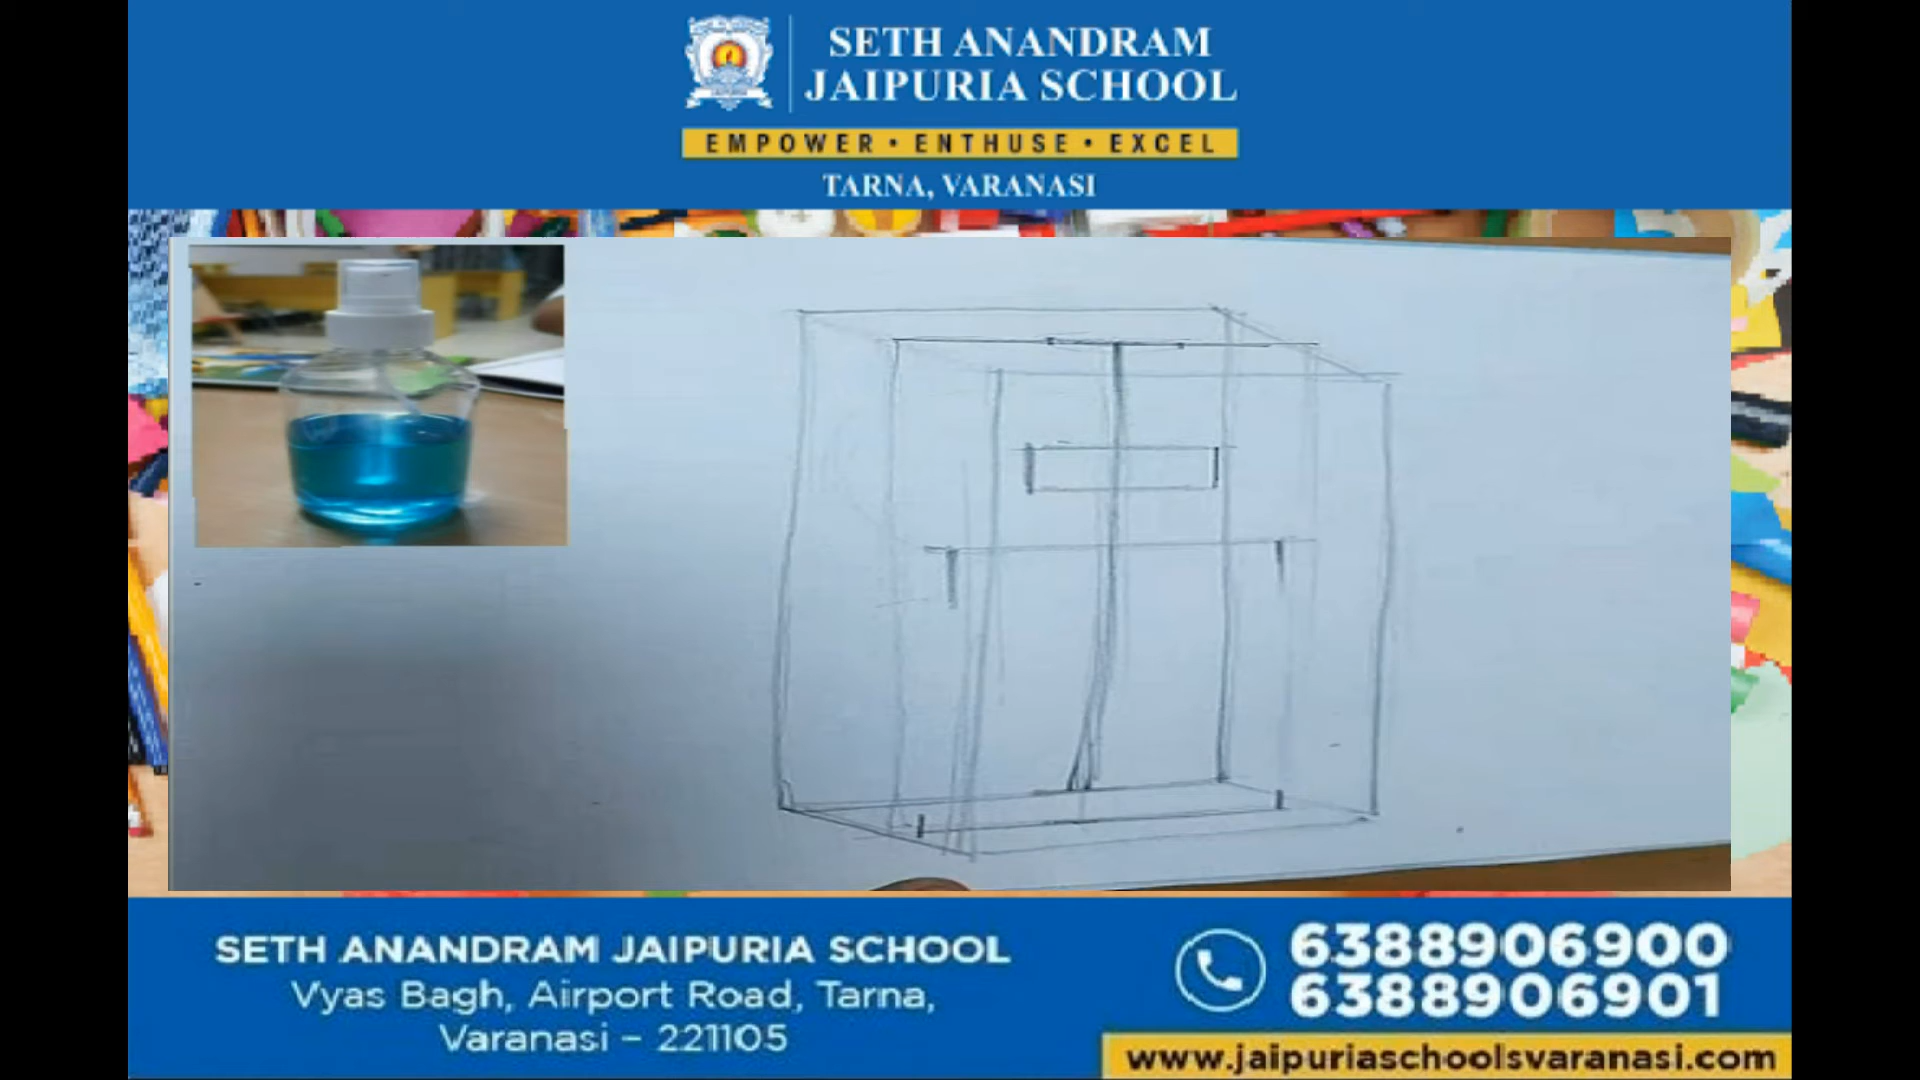 SETH ANANDRAM
JAIPURIA SCHOOL
EMPOWER • ENTHUSE • EXCEL
TARNA, VARANASI
SETH ANANDRAM JAIPURIA SCHOOL
Vyas Bagh, Airport Road, Tarna,
Varanasi – 221105
6388906900
6388906901
www.jaipuriaschoolsvaranasi.com